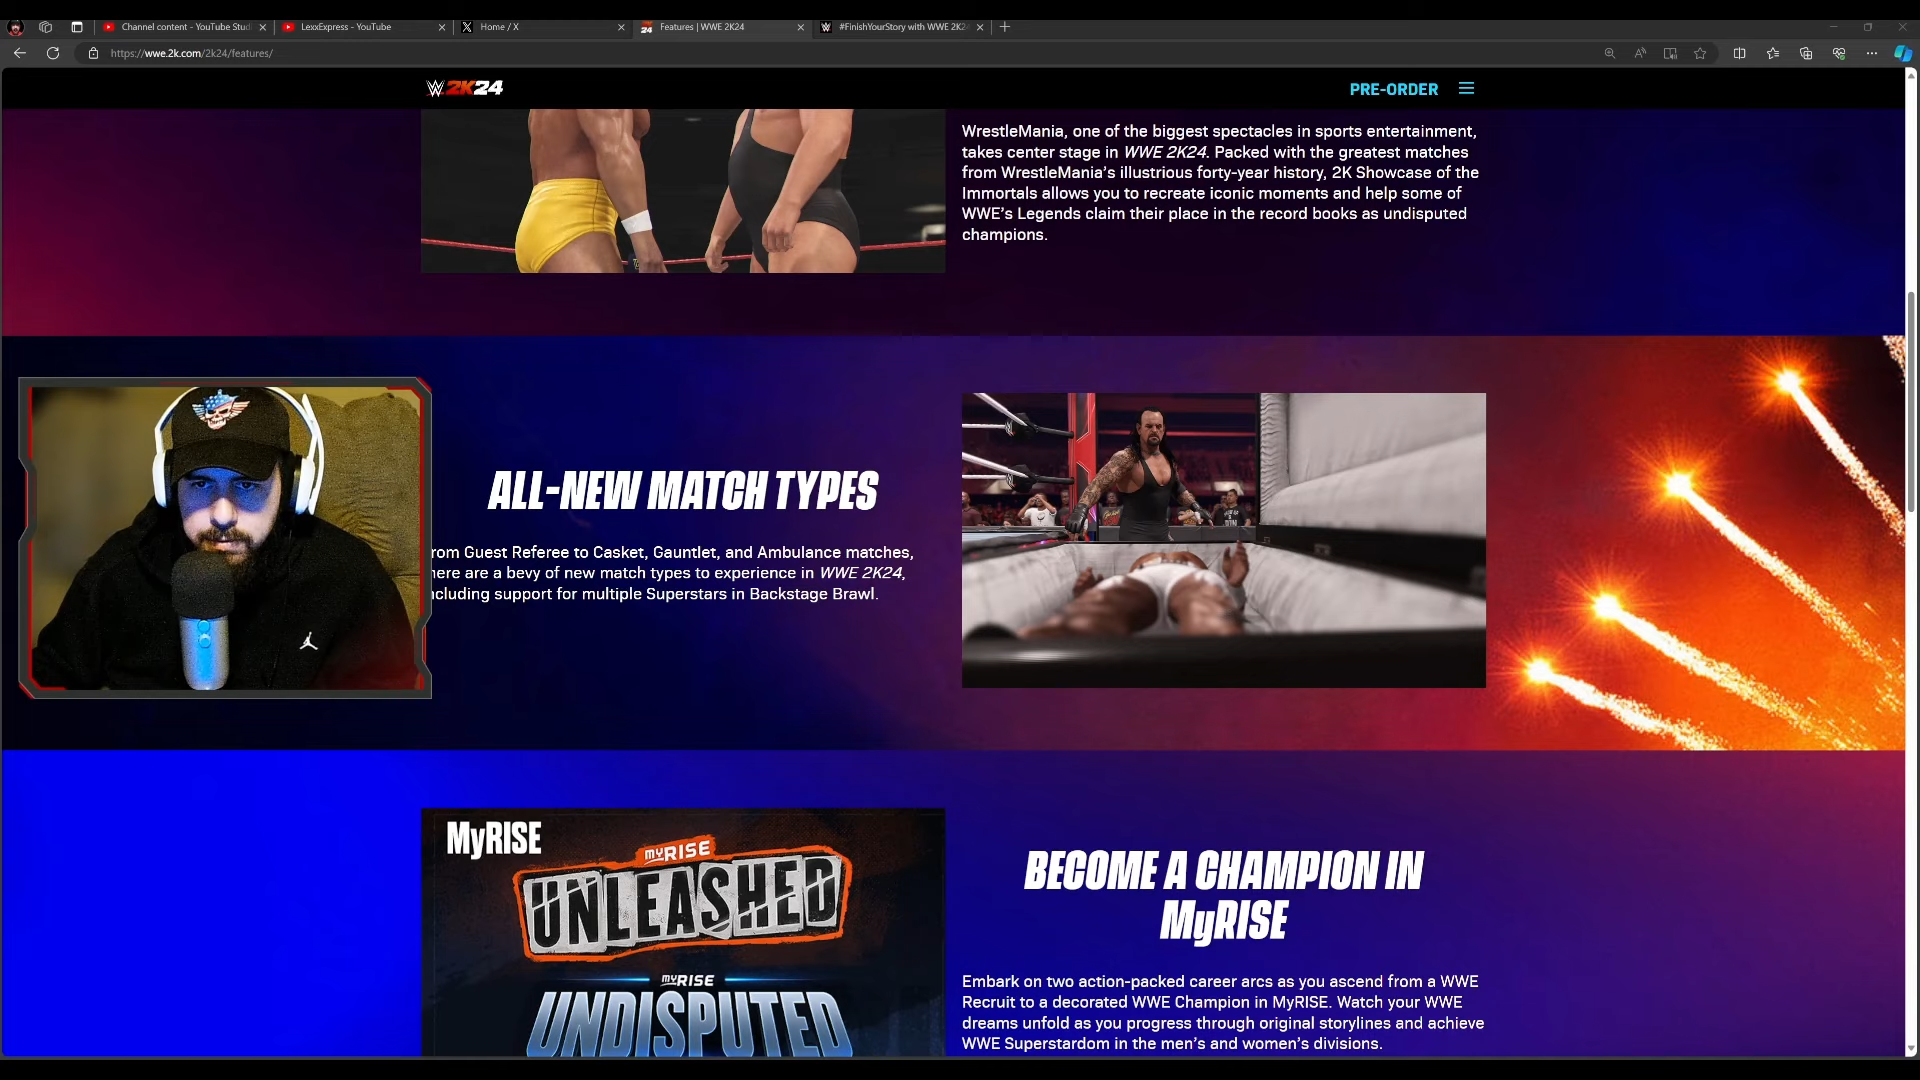 Channel content - YouTube Stud
LexxExpress - YouTube
Home / X
Features | WWE 2K24
#FinishYourStory with WWE 2K2
https://wwe.2k.com/2k24/features/
W 2K24
PRE-ORDER
WrestleMania, one of the biggest spectacles in sports entertainment,
takes center stage in WWE 2K24. Packed with the greatest matches
from WrestleMania's illustrious forty-year history, 2K Showcase of the
Immortals allows you to recreate iconic moments and help some of
WWE's Legends claim their place in the record books as undisputed
champions.
ALL-NEW MATCH TYPES
rom Guest Referee to Casket, Gauntlet, and Ambulance matches,
here are a bevy of new match types to experience in WWE 2K24,
ncluding support for multiple Superstars in Backstage Brawl.
MyRISE
MyRISE
UNLEASHED
MyRISE
UNDISPUTED
BECOME A CHAMPION IN
MyRISE
Embark on two action-packed career arcs as you ascend from a WWE
Recruit to a decorated WWE Champion in MyRISE. Watch your WWE
dreams unfold as you progress through original storylines and achieve
WWE Superstardom in the men's and women's divisions.